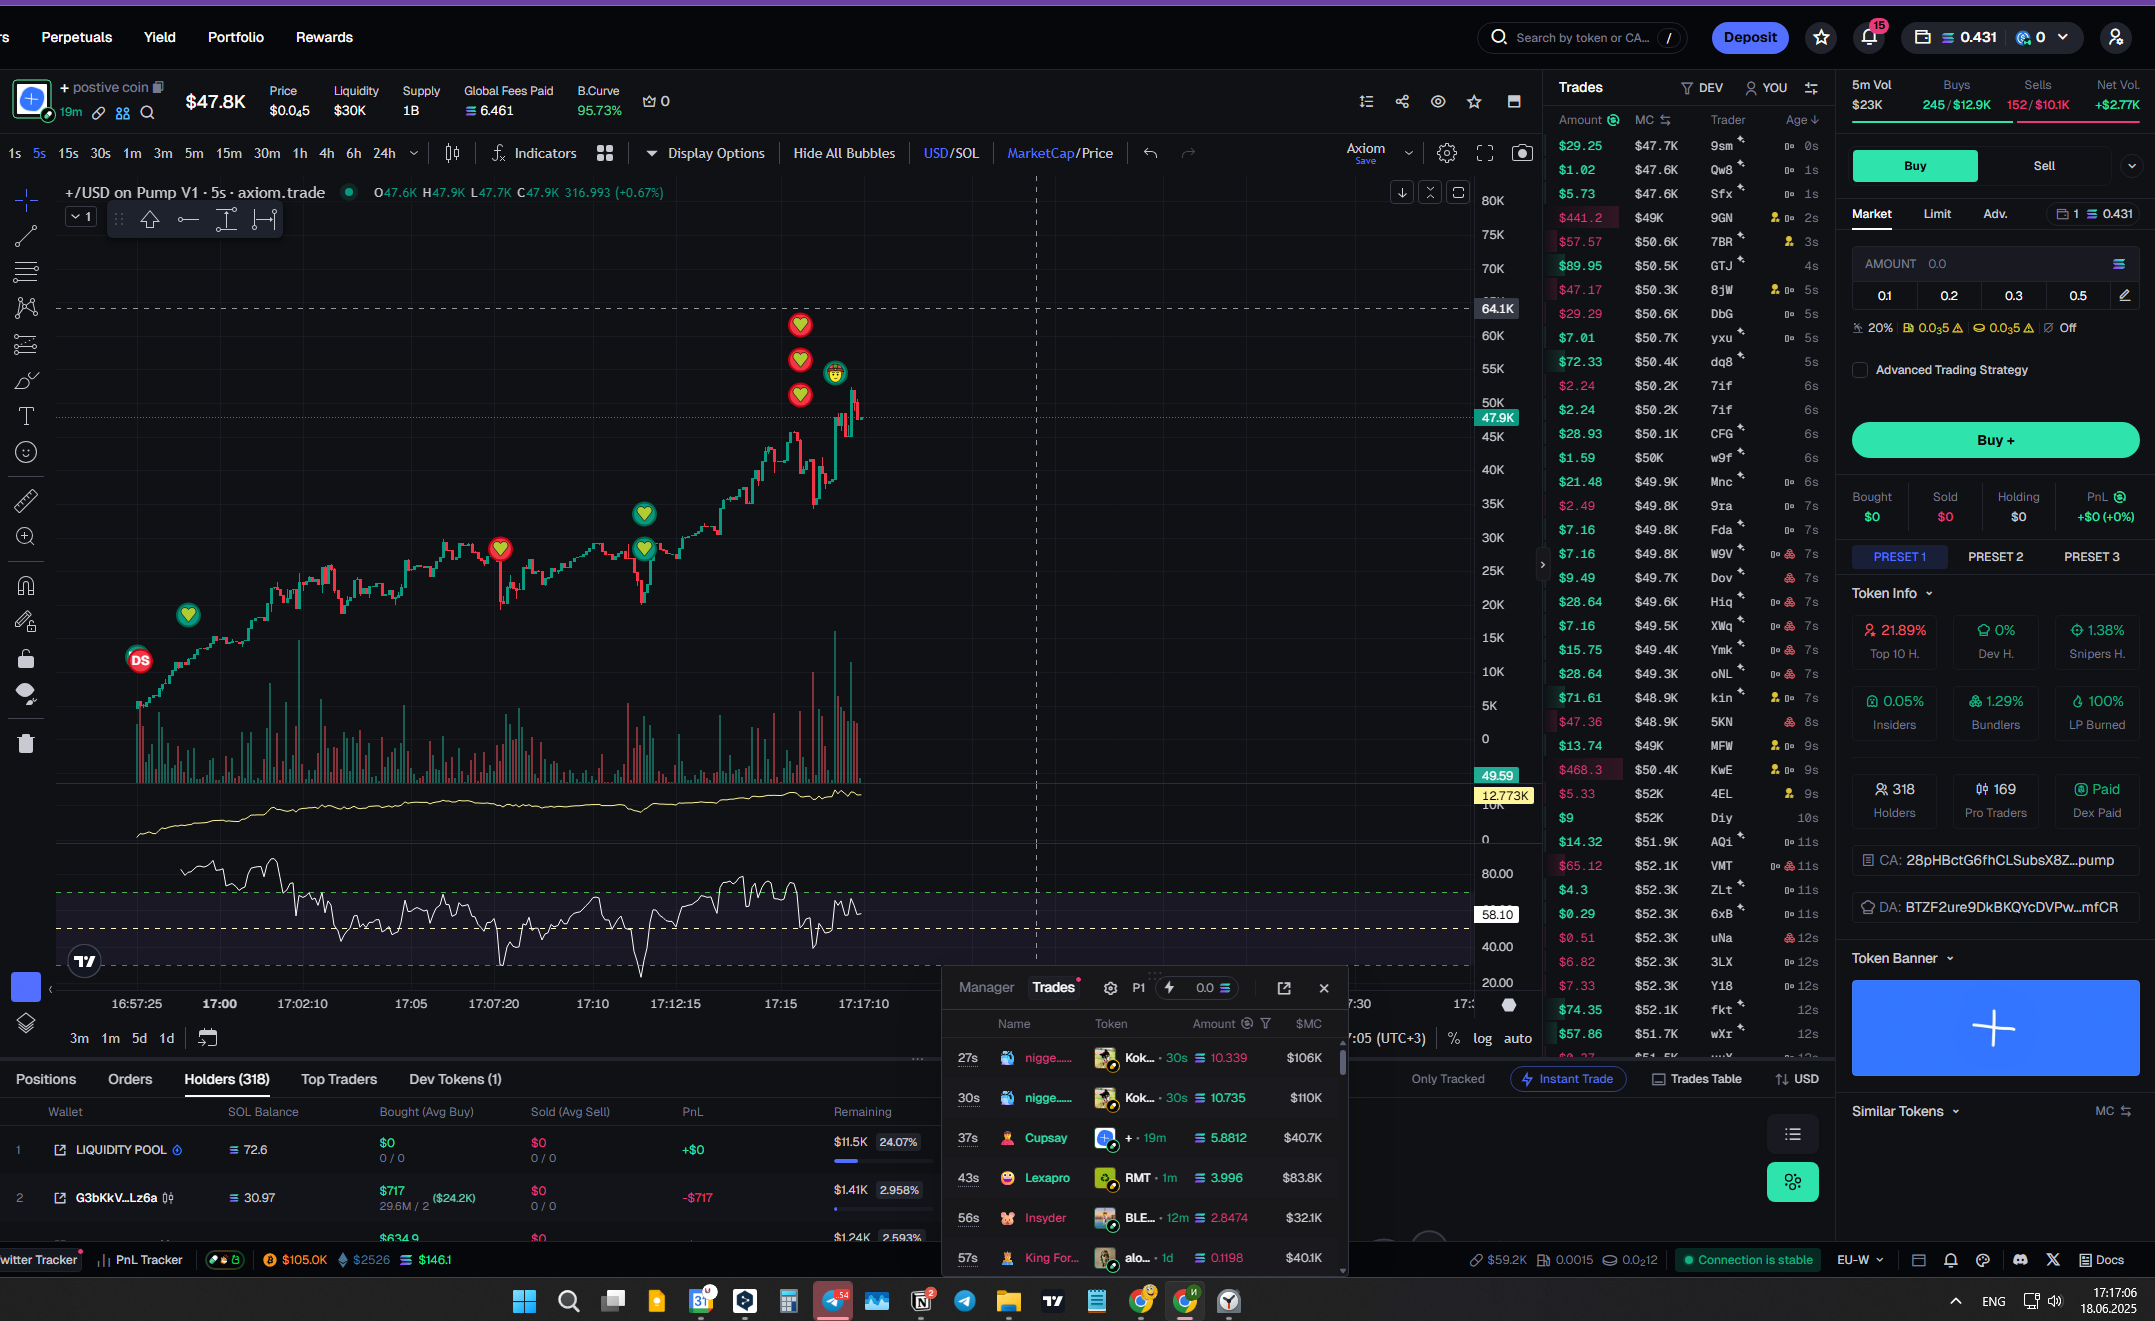 rs Perpetuals Yield Portfolio Rewards
Search by token or CA... / Deposit 15 0.431 0
+ postive coin
19m
$47.8K
Price Liquidity Supply Global Fees Paid B.Curve
$0.0₄5 $30K 1B 6.461 95.73% 0
1s 5s 15s 30s 1m 3m 5m 15m 30m 1h 4h 6h 24h Indicators Display Options Hide All Bubbles USD/SOL MarketCap/Price Axiom Save
+/USD on Pump V1 · 5s · axiom.trade O47.6K H47.9K L47.7K C47.9K 316.993 (+0.67%)
1
80K
75K
70K
64.1K
60K
55K
50K
47.9K
45K
40K
35K
30K
25K
20K
15K
10K
5K
0
49.59
12.773K
10K
0
80.00
58.10
40.00
20.00
DS
16:57:25 17:00 17:02:10 17:05 17:07:20 17:10 17:12:15 17:15 17:17:10
3m 1m 5d 1d
:05 (UTC+3) % log auto
Trades DEV YOU
Amount MC Trader Age
$29.25 $47.7K 9sm 0s
$1.02 $47.6K Qw8 1s
$5.73 $47.6K Sfx 1s
$441.2 $49K 9GN 2s
$57.57 $50.6K 7BR 3s
$89.95 $50.5K GTJ 4s
$47.17 $50.3K 8jW 5s
$29.29 $50.6K DbG 5s
$7.01 $50.7K yxu 5s
$72.33 $50.4K dq8 5s
$2.24 $50.2K 7if 6s
$2.24 $50.2K 7if 6s
$28.93 $50.1K CFG 6s
$1.59 $50K w9f 6s
$21.48 $49.9K Mnc 6s
$2.49 $49.8K 9ra 7s
$7.16 $49.8K Fda 7s
$7.16 $49.8K W9V 7s
$9.49 $49.7K Dov 7s
$28.64 $49.6K Hiq 7s
$7.16 $49.5K XWq 7s
$15.75 $49.4K Ymk 7s
$28.64 $49.3K oNL 7s
$71.61 $48.9K kin 7s
$47.36 $48.9K 5KN 8s
$13.74 $49K MFW 9s
$468.3 $50.4K KwE 9s
$5.33 $52K 4EL 9s
$9 $52K Diy 10s
$14.32 $51.9K AQi 11s
$65.12 $52.1K VMT 11s
$4.3 $52.3K ZLt 11s
$0.29 $52.3K 6xB 11s
$0.51 $52.3K uNa 12s
$6.82 $52.3K 3LX 12s
$7.33 $52.3K Y18 12s
$74.35 $52.1K fkt 12s
$57.86 $51.7K wXr 12s
5m Vol Buys Sells Net Vol.
$23K 245/$12.9K 152/$10.1K +$2.77K
Buy Sell
Market Limit Adv. 1 0.431
AMOUNT 0.0
0.1 0.2 0.3 0.5
20% 0.0₃5 0.0₃5 Off
Advanced Trading Strategy
Buy +
Bought Sold Holding PnL
$0 $0 $0 +$0 (+0%)
PRESET 1 PRESET 2 PRESET 3
Token Info
21.89% 0% 1.38%
Top 10 H. Dev H. Snipers H.
0.05% 1.29% 100%
Insiders Bundlers LP Burned
318 169 Paid
Holders Pro Traders Dex Paid
CA: 28pHBctG6fhCLSubsX8Z...pump
DA: BTZF2ure9DkBKQYcDVPw...mfCR
Token Banner
Similar Tokens MC
Positions Orders Holders (318) Top Traders Dev Tokens (1)
Only Tracked Instant Trade Trades Table USD
Wallet SOL Balance Bought (Avg Buy) Sold (Avg Sell) PnL Remaining
1 LIQUIDITY POOL 72.6 $0 $0 +$0 $11.5K 24.07%
0 / 0 0 / 0
2 G3bKkV...Lz6a 30.97 $717 ($24.2K) $0 -$717 $1.41K 2.958%
29.6M / 2 0 / 0
$634.9 $0 $1.24K 2.593%
Manager Trades P1 0.0
Name Token Amount $MC
27s nigge...... Kok... · 30s 10.339 $106K
30s nigge...... Kok... · 30s 10.735 $110K
37s Cupsay + · 19m 5.8812 $40.7K
43s Lexapro RMT · 1m 3.996 $83.8K
56s Insyder BLE... · 12m 2.8474 $32.1K
57s King For... alo... · 1d 0.1198 $40.1K
witter Tracker PnL Tracker $105.0K $2526 $146.1
$59.2K 0.0015 0.0₂12 Connection is stable EU-W Docs
ENG 17:17:06
18.06.2025